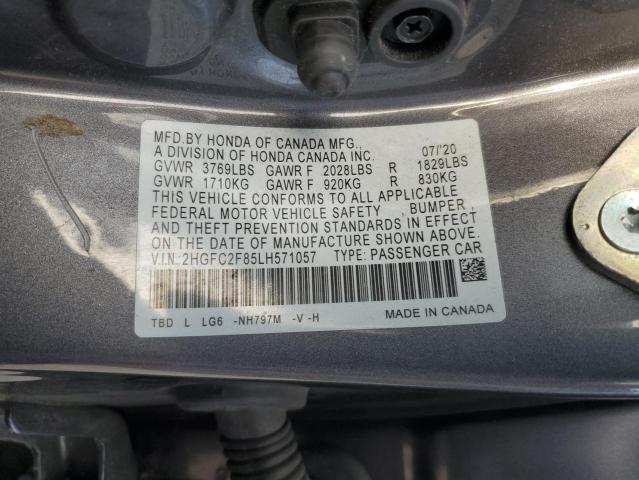 MFD.BY HONDA OF CANADA MFG.,
A DIVISION OF HONDA CANADA INC. 07/'20
GVWR 3769LBS GAWR F 2028LBS R 1829LBS
GVWR 1710KG GAWR F 920KG R 830KG
THIS VEHICLE CONFORMS TO ALL APPLICABLE
FEDERAL MOTOR VEHICLE SAFETY , BUMPER ,
AND THEFT PREVENTION STANDARDS IN EFFECT
ON THE DATE OF MANUFACTURE SHOWN ABOVE.
V.I.N.:2HGFC2F85LH571057 TYPE: PASSENGER CAR
TBD L LG6 -NH797M -V -H MADE IN CANADA